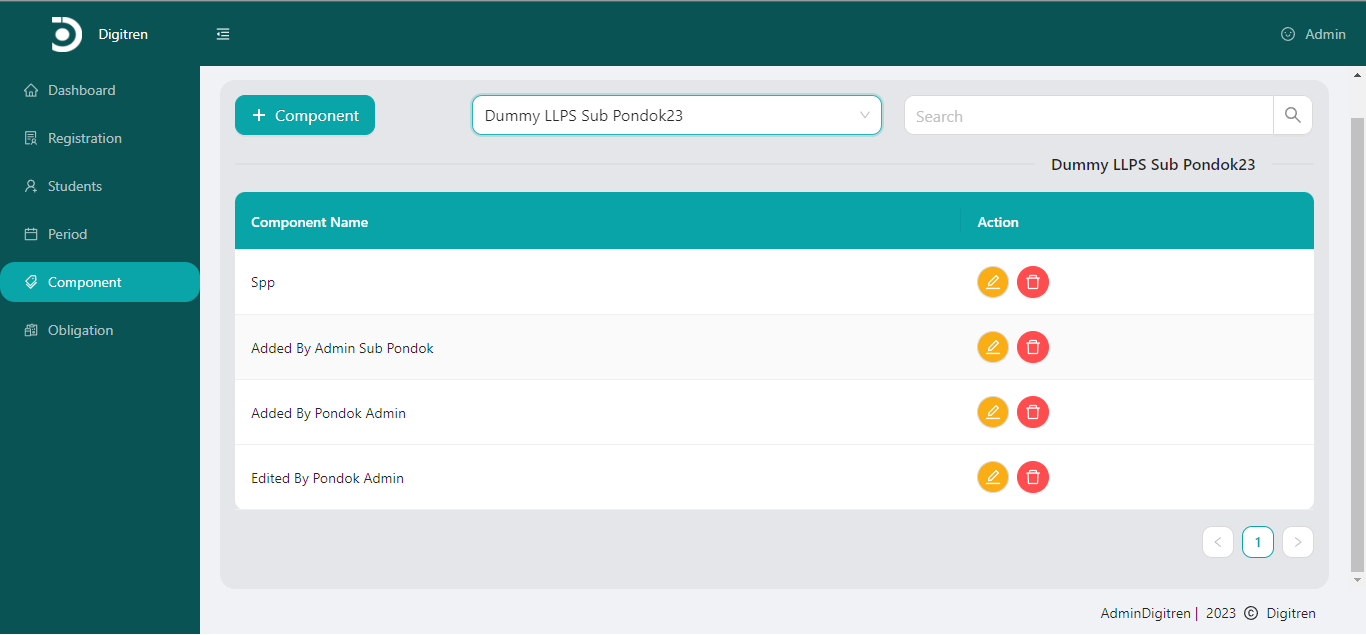 Digitren
Admin
Dashboard
Registration
Students
Period
Component
Obligation
+ Component
Dummy LLPS Sub Pondok23
Search
Dummy LLPS Sub Pondok23
Component Name
Action
Spp
Added By Admin Sub Pondok
Added By Pondok Admin
Edited By Pondok Admin
< 1 >
AdminDigitren | 2023 © Digitren